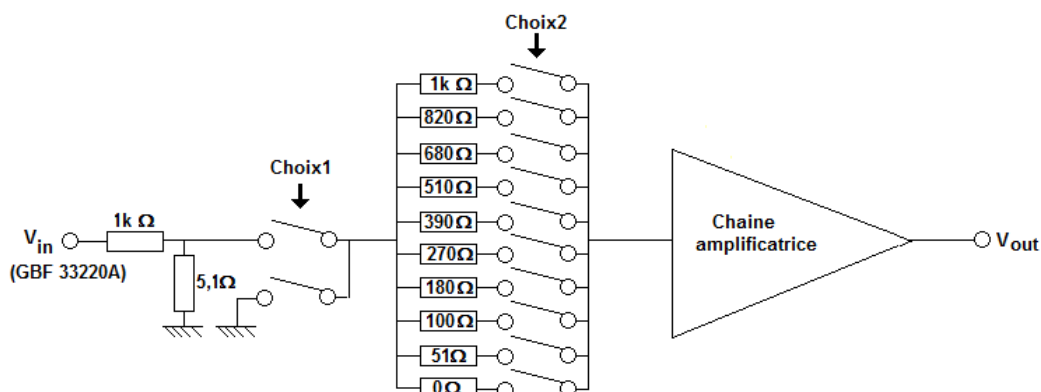 Choix2
1k Ω
820Ω
680Ω
510Ω
390Ω
270Ω
180Ω
100Ω
51Ω
0Ω
Choix1
1k Ω
V_in
(GBF 33220A)
5,1Ω
Chaine
amplificatrice
V_out